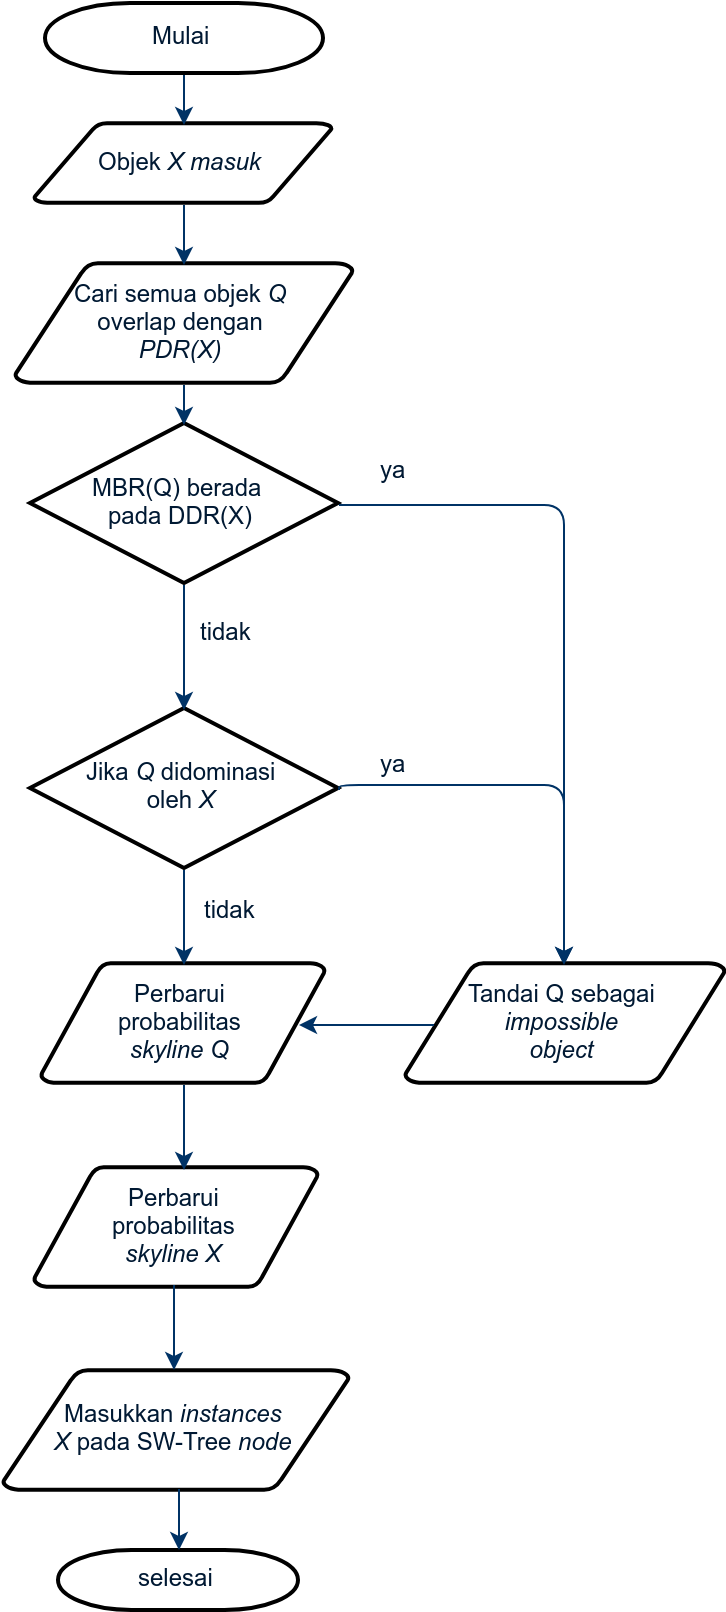 Mulai
Objek X masuk
Cari semua objek Q
overlap dengan
PDR(X)
MBR(Q) berada
pada DDR(X)
ya
tidak
Jika Q didominasi
oleh X
ya
tidak
Perbarui
probabilitas
skyline Q
Tandai Q sebagai
impossible
object
Perbarui
probabilitas
skyline X
Masukkan instances
X pada SW-Tree node
selesai